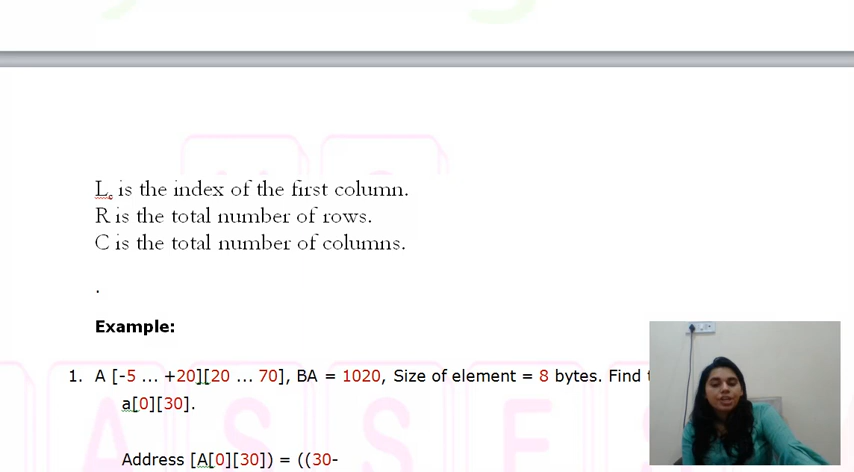 Lc is the index of the first column.
R is the total number of rows.
C is the total number of columns.
.
Example:
1. A [-5 ... +20][20 ... 70], BA = 1020, Size of element = 8 bytes. Find
a[0][30].
Address [A[0][30]) = ((30-